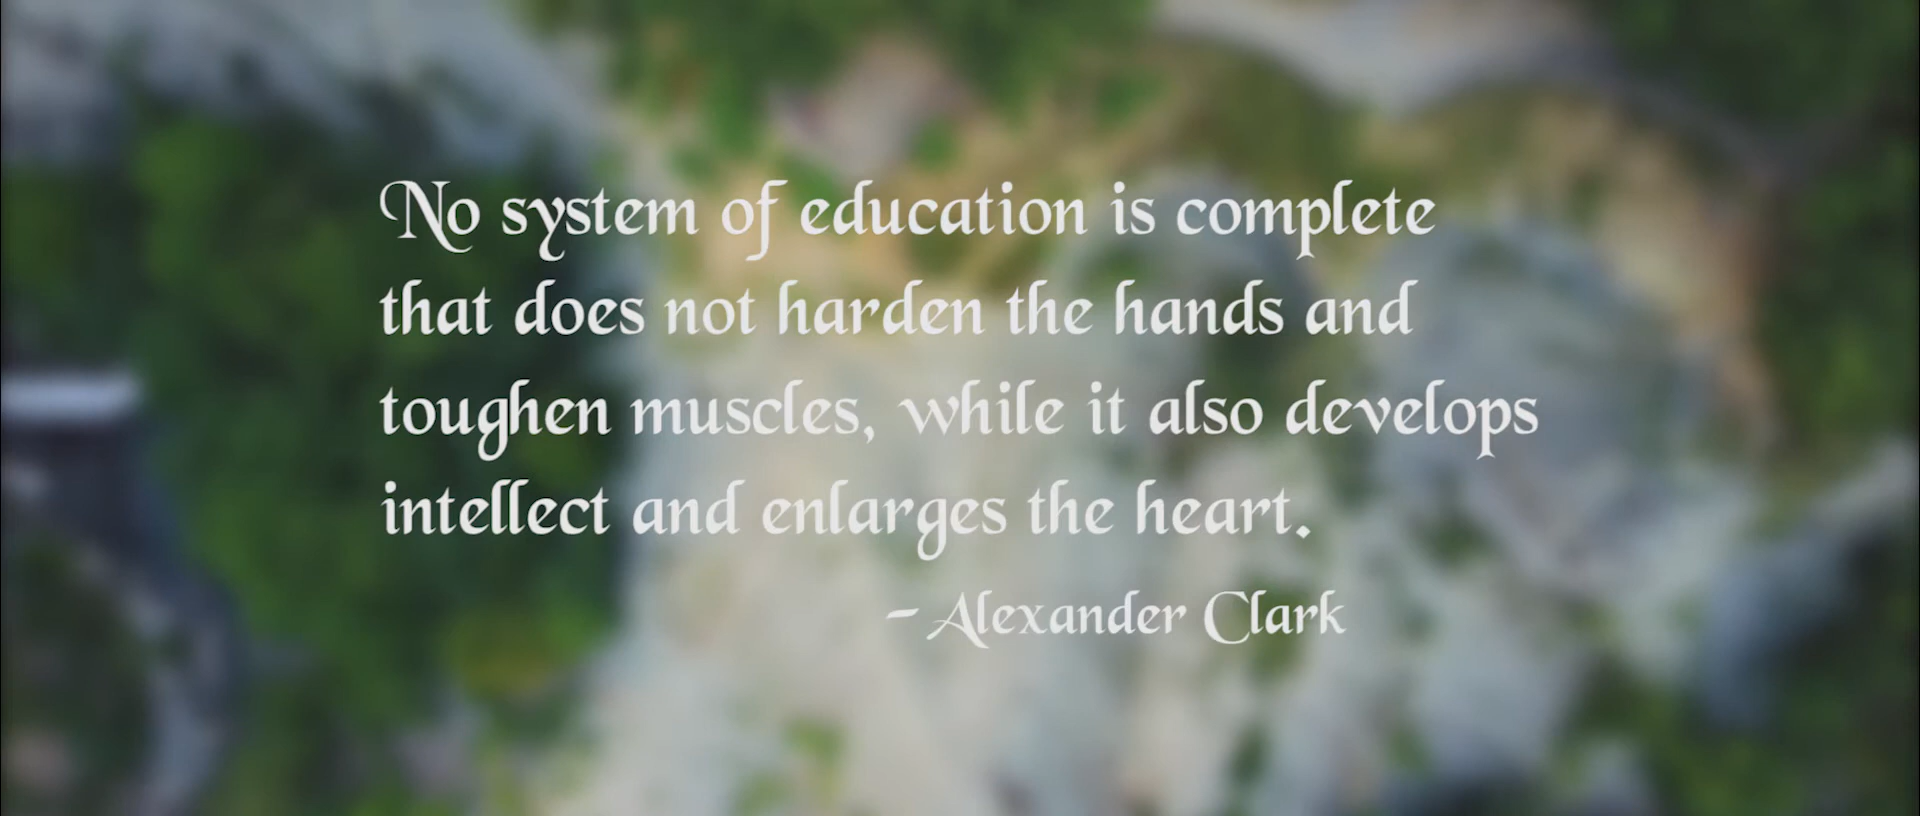 No system of education is complete
that does not harden the hands and
toughen muscles, while it also develops
intellect and enlarges the heart.
- Alexander Clark